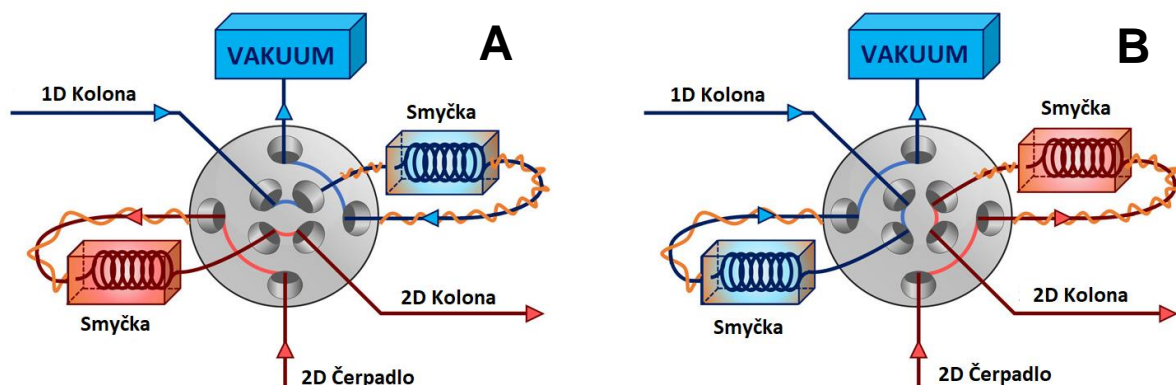 A
VAKUUM
1D Kolona
Smyčka
Smyčka
2D Kolona
2D Čerpadlo
B
VAKUUM
1D Kolona
Smyčka
Smyčka
2D Kolona
2D Čerpadlo